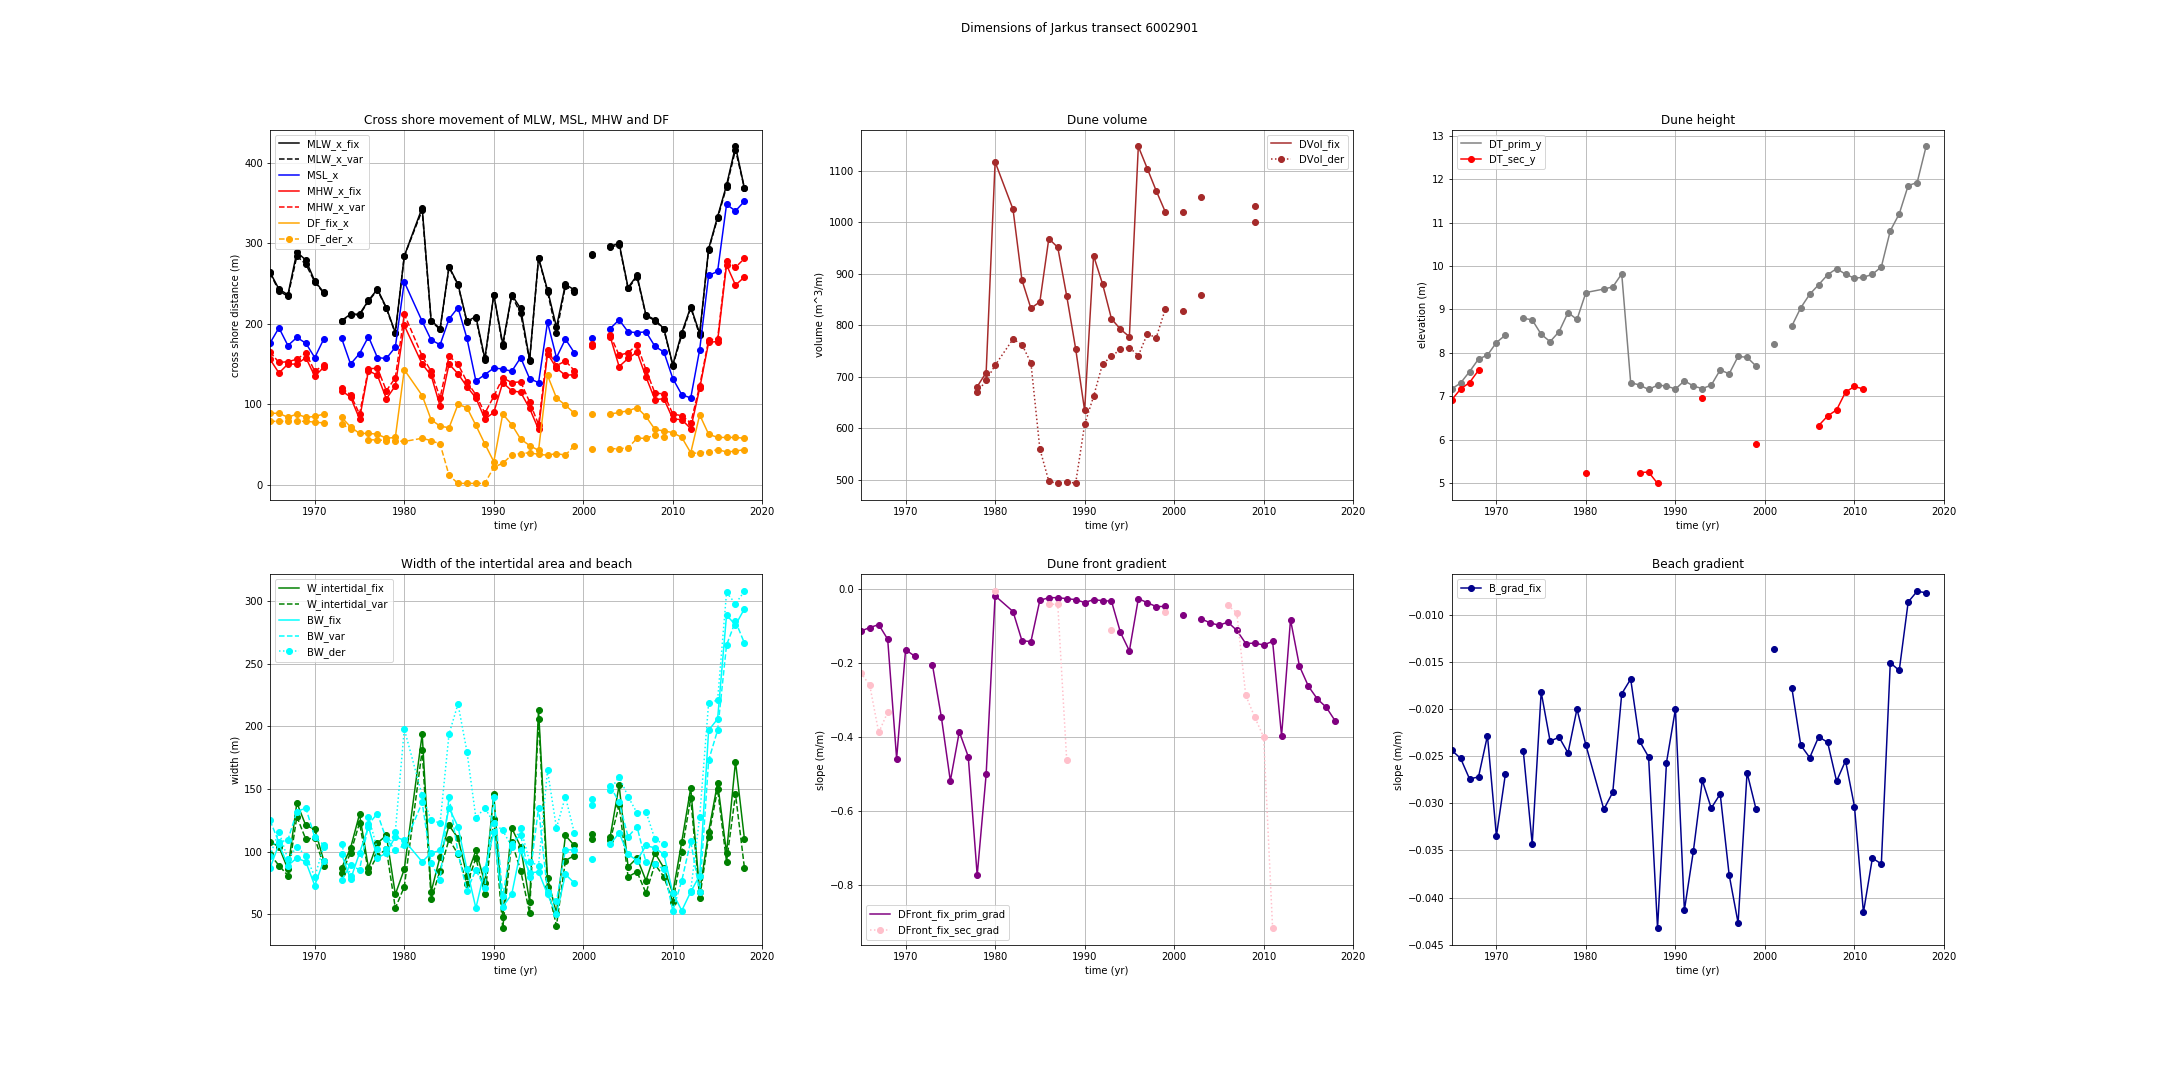 Dimensions of Jarkus transect 6002901
Cross shore movement of MLW, MSL, MHW and DF
MLW_x_fix
MLW_x_var
MSL_x
MHW_x_fix
MHW_x_var
DF_fix_x
DF_der_x
cross shore distance (m)
400
300
200
100
0
1970 1980 1990 2000 2010 2020
time (yr)
Dune volume
DVol_fix
DVol_der
volume (m^3/m)
1100
1000
900
800
700
600
500
1970 1980 1990 2000 2010 2020
time (yr)
Dune height
DT_prim_y
DT_sec_y
elevation (m)
13
12
11
10
9
8
7
6
5
1970 1980 1990 2000 2010 2020
time (yr)
Width of the intertidal area and beach
W_intertidal_fix
W_intertidal_var
BW_fix
BW_var
BW_der
width (m)
300
250
200
150
100
50
1970 1980 1990 2000 2010 2020
time (yr)
Dune front gradient
slope (m/m)
0.0
−0.2
−0.4
−0.6
−0.8
DFront_fix_prim_grad
DFront_fix_sec_grad
1970 1980 1990 2000 2010 2020
time (yr)
Beach gradient
B_grad_fix
slope (m/m)
−0.010
−0.015
−0.020
−0.025
−0.030
−0.035
−0.040
−0.045
1970 1980 1990 2000 2010 2020
time (yr)